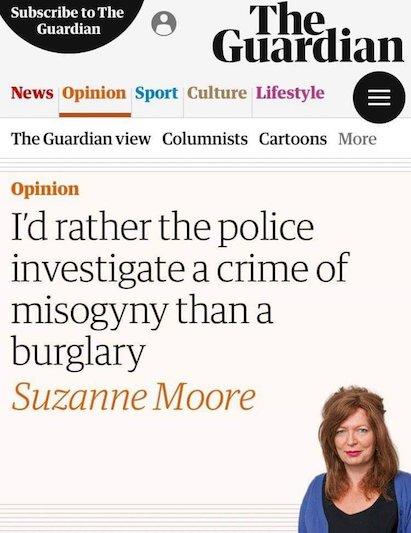 Subscribe to The
Guardian
The
Guardian
News Opinion Sport Culture Lifestyle
The Guardian view Columnists Cartoons More
Opinion
I'd rather the police
investigate a crime of
misogyny than a
burglary
Suzanne Moore